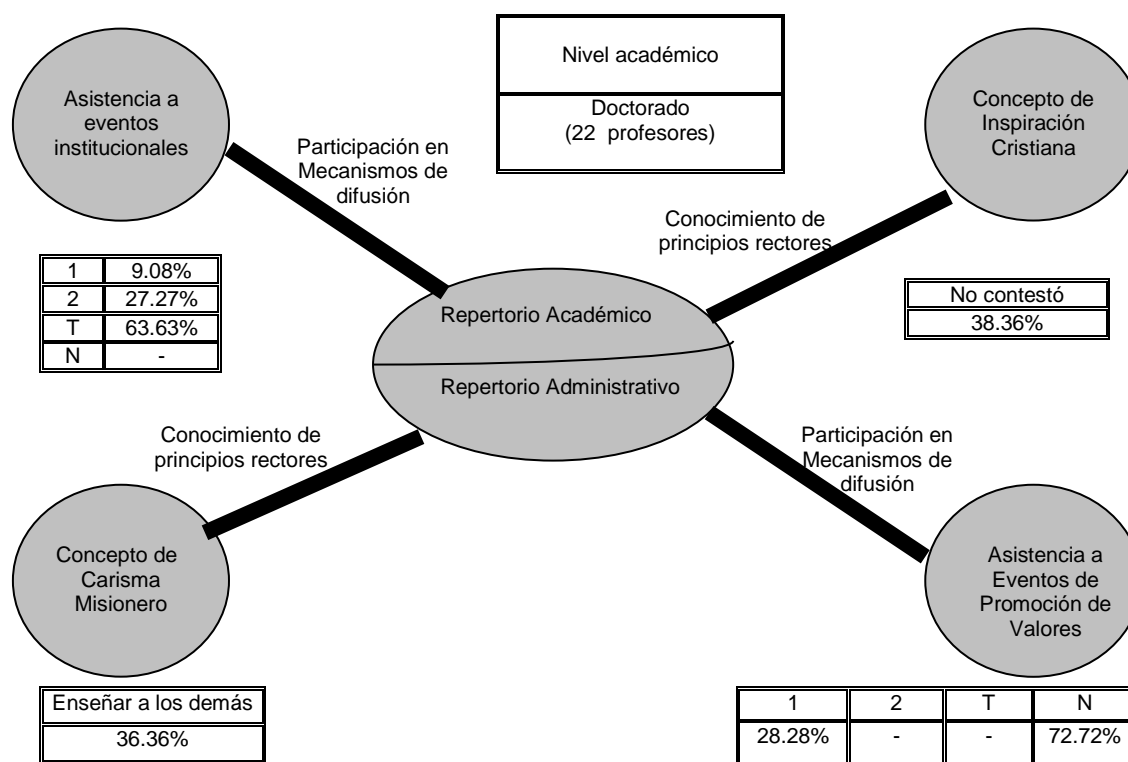 Nivel académico
Doctorado
(22 profesores)
Asistencia a
eventos
institucionales
Participación en
Mecanismos de
difusión
Concepto de
Inspiración
Cristiana
Conocimiento de
principios rectores
1 9.08%
2 27.27%
T 63.63%
N -
Repertorio Académico
Repertorio Administrativo
No contestó
38.36%
Conocimiento de
principios rectores
Participación en
Mecanismos de
difusión
Concepto de
Carisma
Misionero
Asistencia a
Eventos de
Promoción de
Valores
Enseñar a los demás
36.36%
1 2 T N
28.28% - - 72.72%